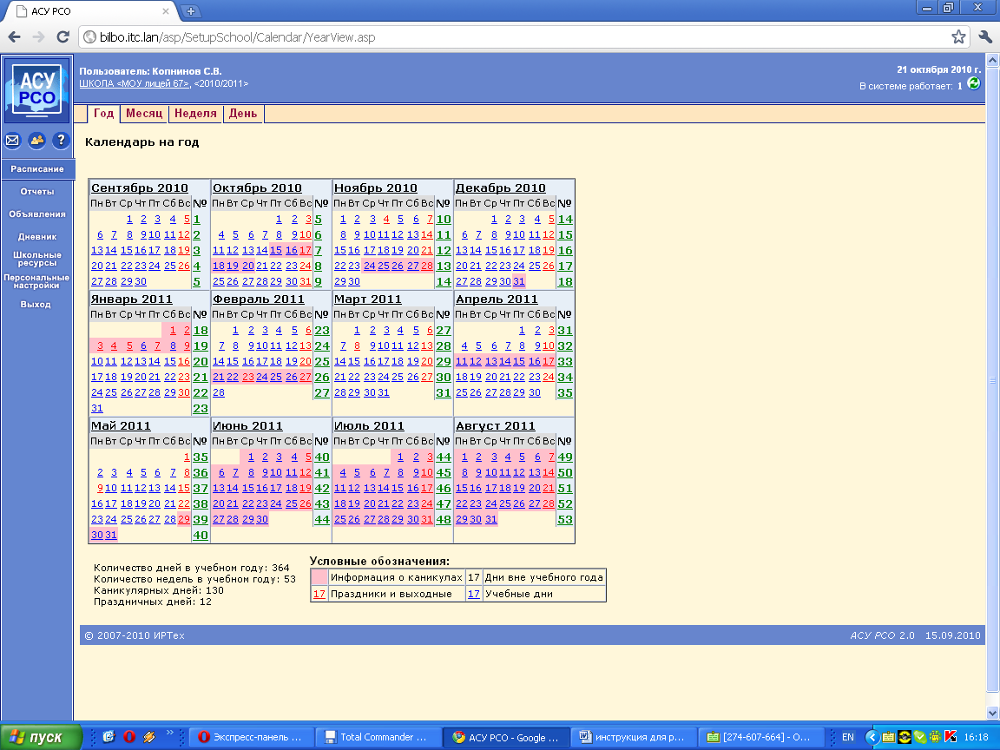 АСУ РСО
bilbo.itc.lan/asp/SetupSchool/Calendar/YearView.asp
АСУ
РСО
Пользователь: Копнинов С.В.
ШКОЛА <МОУ лицей 67>, <2010/2011>
21 октября 2010 г.
В системе работает: 1
Год Месяц Неделя День
Расписание
Отчеты
Объявления
Дневник
Школьные
ресурсы
Персональные
настройки
Выход
Календарь на год
Сентябрь 2010 Октябрь 2010 Ноябрь 2010 Декабрь 2010
Пн Вт Ср Чт Пт Сб Вс № Пн Вт Ср Чт Пт Сб Вс № Пн Вт Ср Чт Пт Сб Вс № Пн Вт Ср Чт Пт Сб Вс №
1 2 3 4 5 1 1 2 3 5 1 2 3 4 5 6 7 10 1 2 3 4 5 14
6 7 8 9 10 11 12 2 4 5 6 7 8 9 10 6 8 9 10 11 12 13 14 11 6 7 8 9 10 11 12 15
13 14 15 16 17 18 19 3 11 12 13 14 15 16 17 7 15 16 17 18 19 20 21 12 13 14 15 16 17 18 19 16
20 21 22 23 24 25 26 4 18 19 20 21 22 23 24 8 22 23 24 25 26 27 28 13 20 21 22 23 24 25 26 17
27 28 29 30 5 25 26 27 28 29 30 31 9 29 30 14 27 28 29 30 31 18
Январь 2011 Февраль 2011 Март 2011 Апрель 2011
Пн Вт Ср Чт Пт Сб Вс № Пн Вт Ср Чт Пт Сб Вс № Пн Вт Ср Чт Пт Сб Вс № Пн Вт Ср Чт Пт Сб Вс №
1 2 18 1 2 3 4 5 6 23 1 2 3 4 5 6 27 1 2 3 31
3 4 5 6 7 8 9 19 7 8 9 10 11 12 13 24 7 8 9 10 11 12 13 28 4 5 6 7 8 9 10 32
10 11 12 13 14 15 16 20 14 15 16 17 18 19 20 25 14 15 16 17 18 19 20 29 11 12 13 14 15 16 17 33
17 18 19 20 21 22 23 21 21 22 23 24 25 26 27 26 21 22 23 24 25 26 27 30 18 19 20 21 22 23 24 34
24 25 26 27 28 29 30 22 28 27 28 29 30 31 31 25 26 27 28 29 30 35
31 23
Май 2011 Июнь 2011 Июль 2011 Август 2011
Пн Вт Ср Чт Пт Сб Вс № Пн Вт Ср Чт Пт Сб Вс № Пн Вт Ср Чт Пт Сб Вс № Пн Вт Ср Чт Пт Сб Вс №
1 35 1 2 3 4 5 40 1 2 3 44 1 2 3 4 5 6 7 49
2 3 4 5 6 7 8 36 6 7 8 9 10 11 12 41 4 5 6 7 8 9 10 45 8 9 10 11 12 13 14 50
9 10 11 12 13 14 15 37 13 14 15 16 17 18 19 42 11 12 13 14 15 16 17 46 15 16 17 18 19 20 21 51
16 17 18 19 20 21 22 38 20 21 22 23 24 25 26 43 18 19 20 21 22 23 24 47 22 23 24 25 26 27 28 52
23 24 25 26 27 28 29 39 27 28 29 30 44 25 26 27 28 29 30 31 48 29 30 31 53
30 31 40
Количество дней в учебном году: 364
Количество недель в учебном году: 53
Каникулярных дней: 130
Праздничных дней: 12
Условные обозначения:
Информация о каникулах 17 Дни вне учебного года
17 Праздники и выходные 17 Учебные дни
© 2007-2010 ИРТех
АСУ РСО 2.0 15.09.2010
пуск
Экспресс-панель ...
Total Commander ...
АСУ РСО - Google ...
инструкция для р...
[274-607-664] - О...
EN
16:18